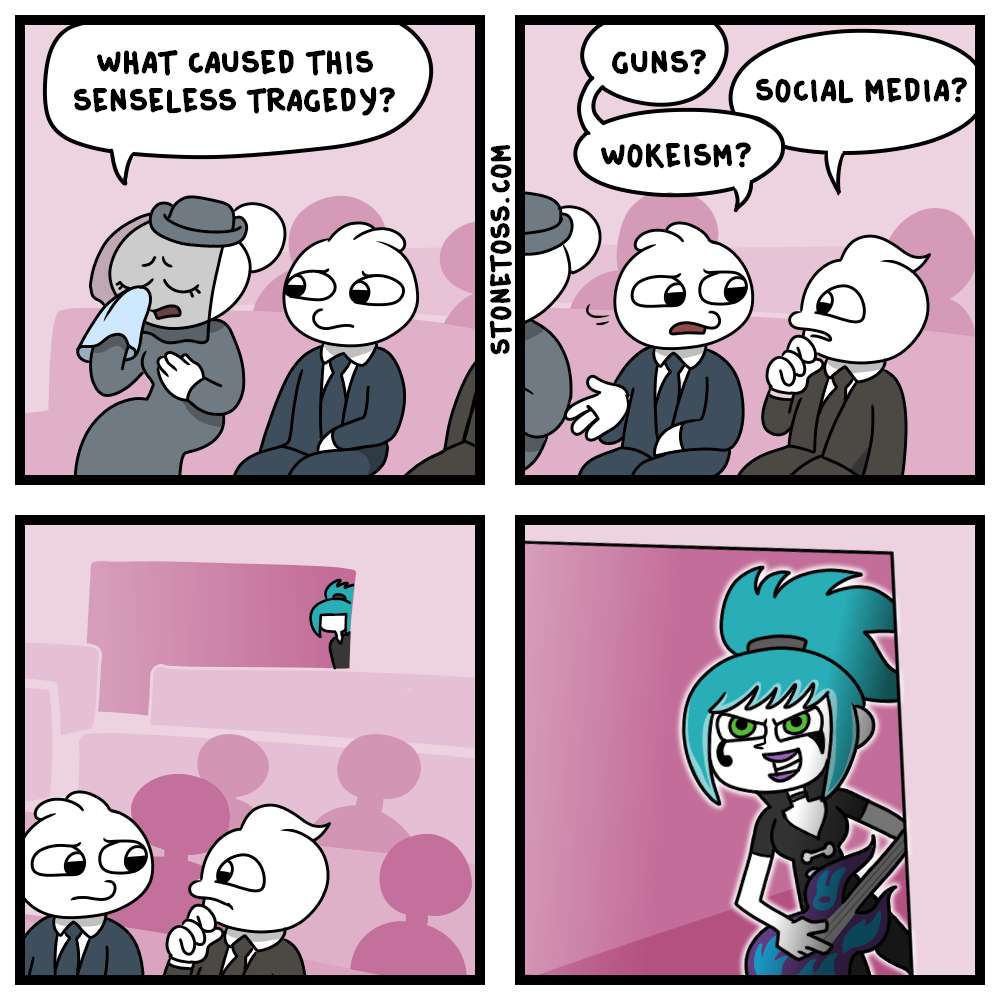 WHAT CAUSED THIS
SENSELESS TRAGEDY?
GUNS?
SOCIAL MEDIA?
WOKEISM?
STONETOSS.COM